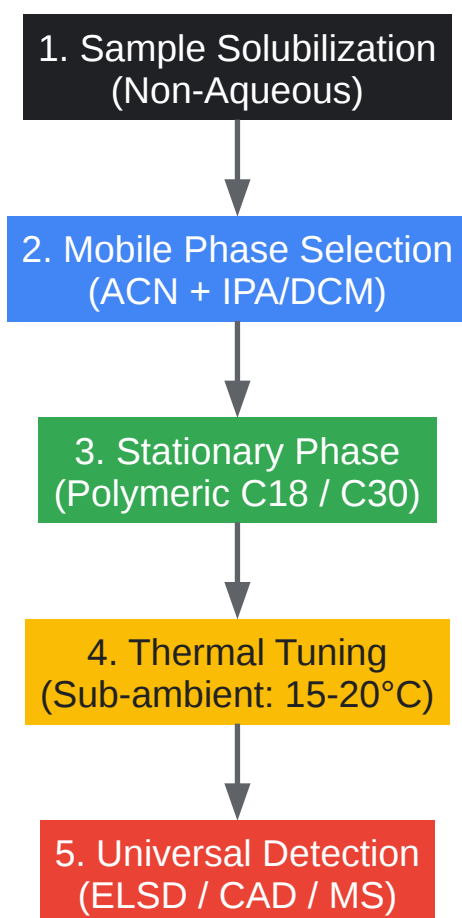 1. Sample Solubilization
(Non-Aqueous)
2. Mobile Phase Selection
(ACN + IPA/DCM)
3. Stationary Phase
(Polymeric C18 / C30)
4. Thermal Tuning
(Sub-ambient: 15-20°C)
5. Universal Detection
(ELSD / CAD / MS)